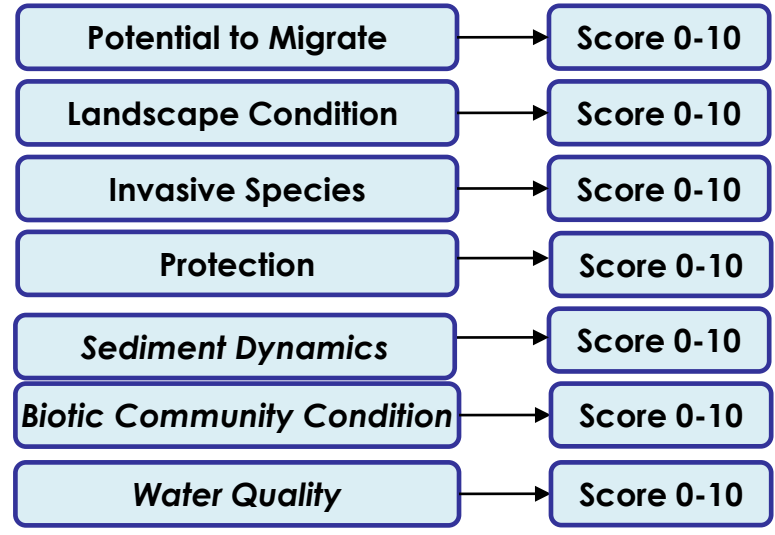 Potential to Migrate
Score 0-10
Landscape Condition
Score 0-10
Invasive Species
Score 0-10
Protection
Score 0-10
Sediment Dynamics
Score 0-10
Biotic Community Condition
Score 0-10
Water Quality
Score 0-10